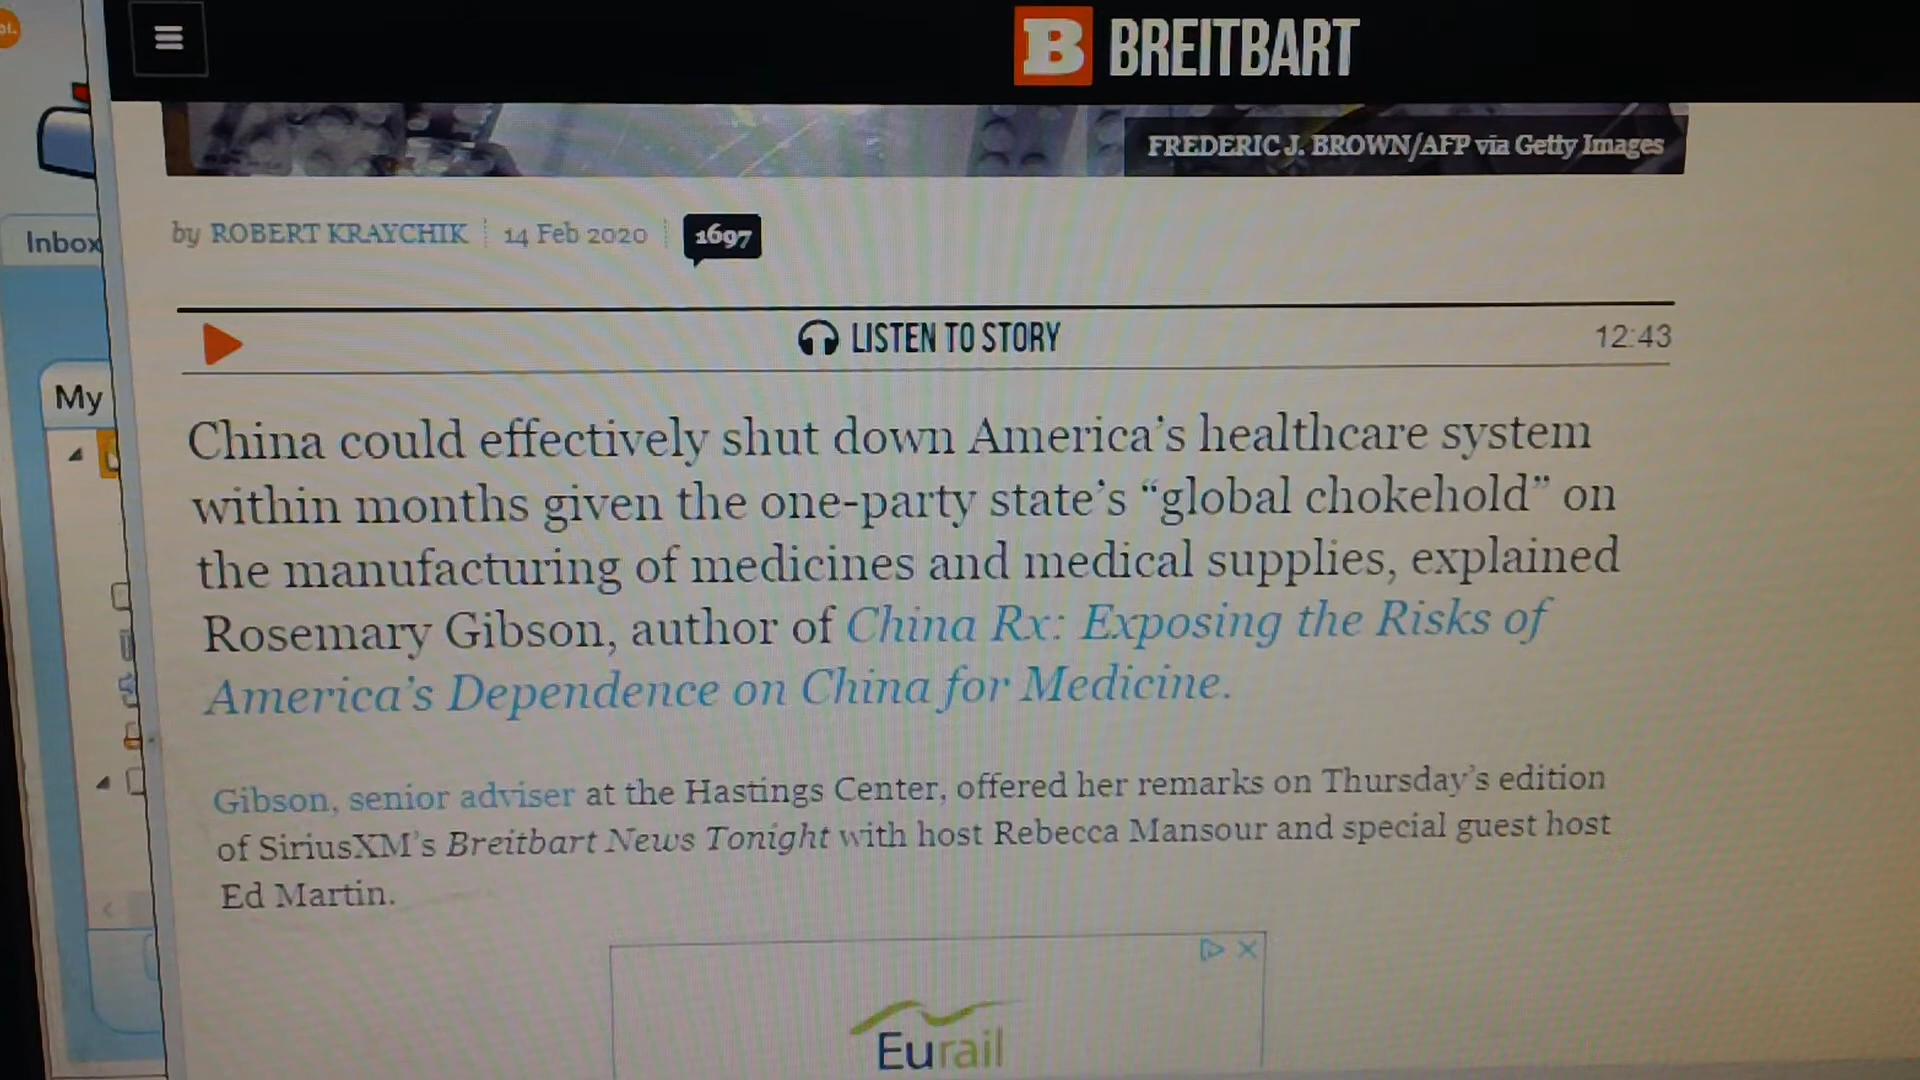 BREITBART
FREDERIC J. BROWN/AFP via Getty Images
by ROBERT KRAYCHIK 14 Feb 2020 1697
Inbox
LISTEN TO STORY 12:43
My
China could effectively shut down America's healthcare system
within months given the one-party state's “global chokehold” on
the manufacturing of medicines and medical supplies, explained
Rosemary Gibson, author of China Rx: Exposing the Risks of
America's Dependence on China for Medicine.
Gibson, senior adviser at the Hastings Center, offered her remarks on Thursday's edition
of SiriusXM's Breitbart News Tonight with host Rebecca Mansour and special guest host
Ed Martin.
Eurail